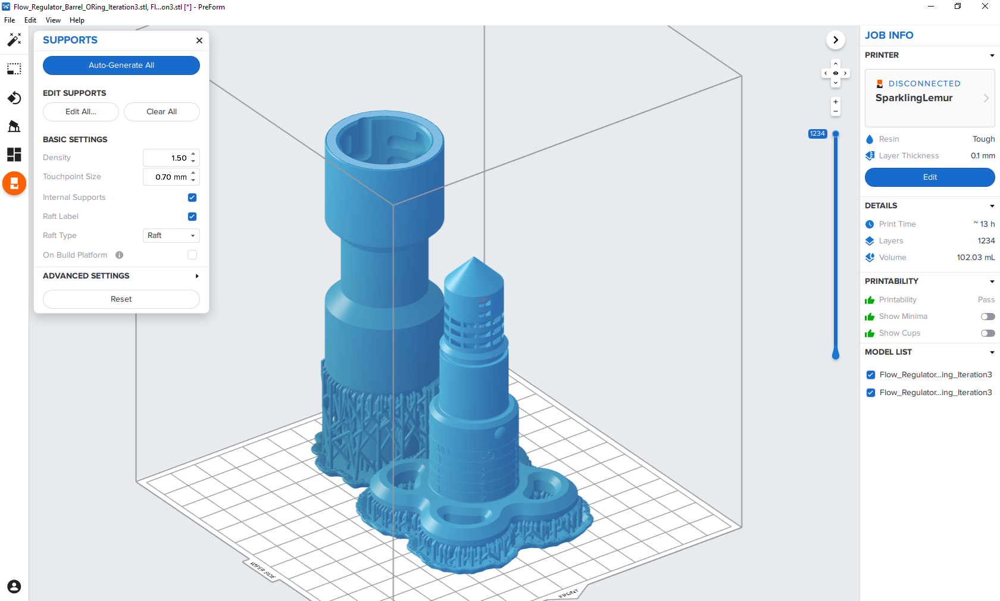 Flow_Regulator_Barrel_ORing_Iteration3.stl, Fl...on3.stl [*] - PreForm
File Edit View Help
SUPPORTS
Auto-Generate All
EDIT SUPPORTS
Edit All... Clear All
BASIC SETTINGS
Density 1.50
Touchpoint Size 0.70 mm
Internal Supports
Raft Label
Raft Type Raft
On Build Platform
ADVANCED SETTINGS
Reset
1234
WIPER SIDE
FRONT
JOB INFO
PRINTER
DISCONNECTED
SparklingLemur
Resin Tough
Layer Thickness 0.1 mm
Edit
DETAILS
Print Time ~ 13 h
Layers 1234
Volume 102.03 mL
PRINTABILITY
Printability Pass
Show Minima
Show Cups
MODEL LIST
Flow_Regulator...ing_Iteration3
Flow_Regulator...ing_Iteration3